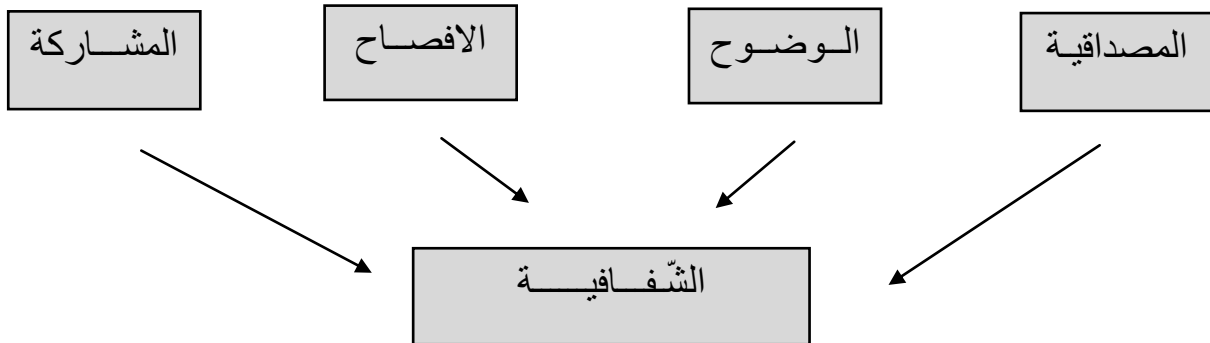 المصداقية
الوضوح
الافصاح
المشاركة
الشّفافية